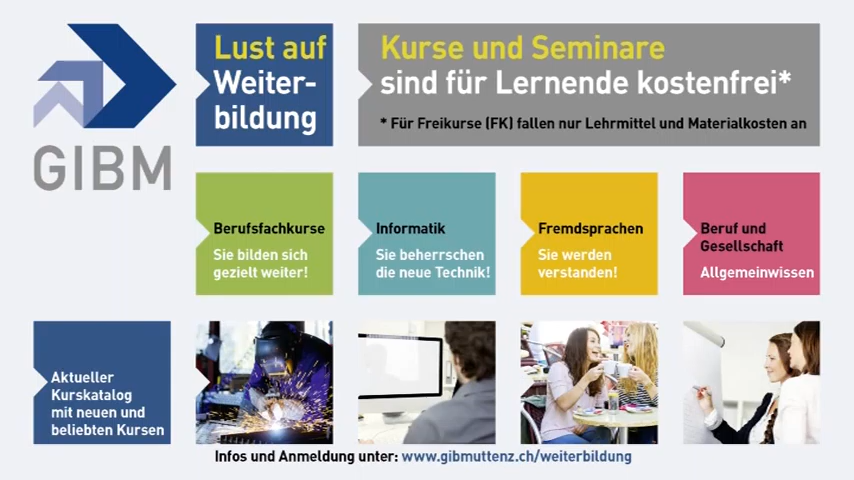 GIBM
Lust auf
Weiter-
bildung
Kurse und Seminare
sind für Lernende kostenfrei*
* Für Freikurse (FK) fallen nur Lehrmittel und Materialkosten an
Berufsfachkurse
Sie bilden sich
gezielt weiter!
Informatik
Sie beherrschen
die neue Technik!
Fremdsprachen
Sie werden
verstanden!
Beruf und
Gesellschaft
Allgemeinwissen
Aktueller
Kurskatalog
mit neuen und
beliebten Kursen
Infos und Anmeldung unter: www.gibmuttenz.ch/weiterbildung